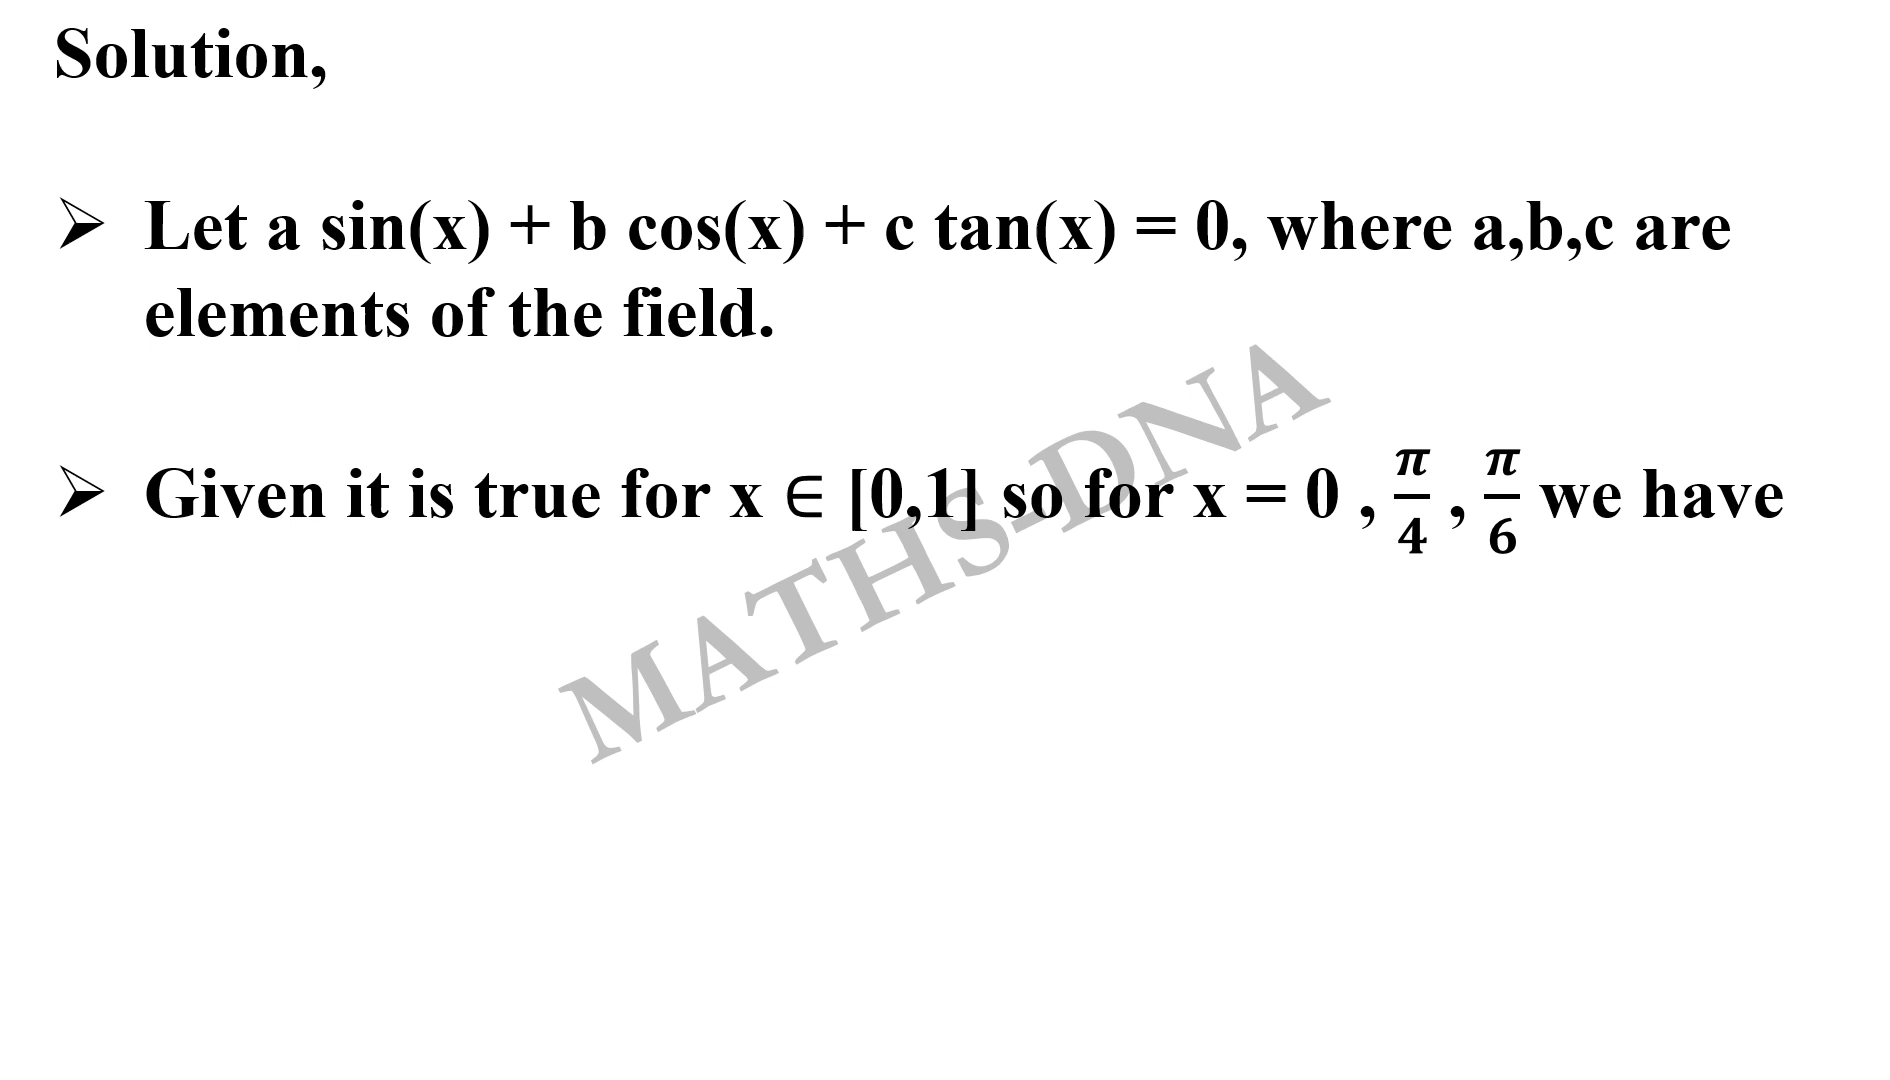 Solution,
➢ Let a sin(x) + b cos(x) + c tan(x) = 0, where a,b,c are
elements of the field.
➢ Given it is true for x ∈ [0,1] so for x = 0 , π/4 , π/6 we have
MATHS-DNA